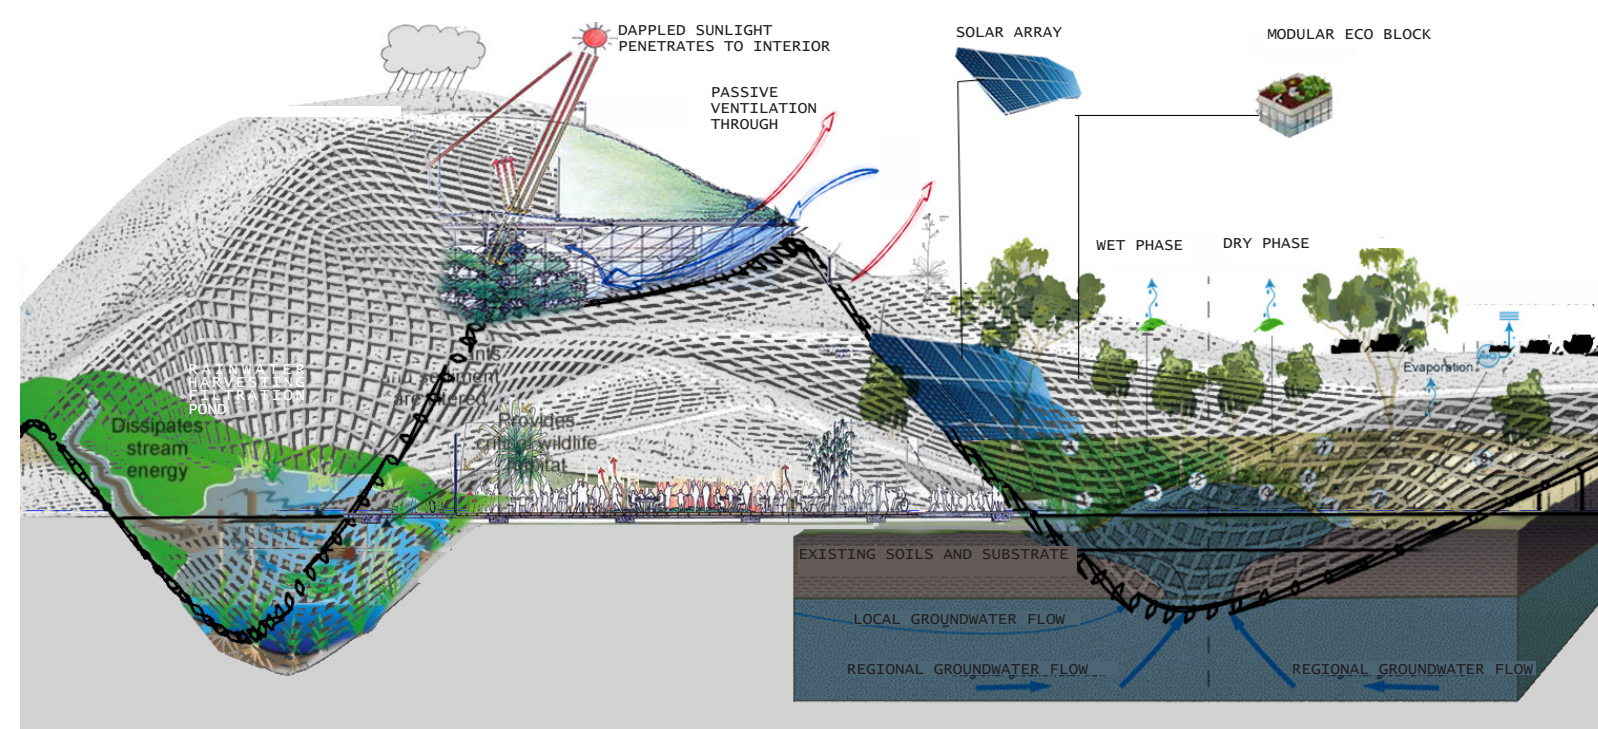 DAPPLED SUNLIGHT
PENETRATES TO INTERIOR
SOLAR ARRAY
MODULAR ECO BLOCK
PASSIVE
VENTILATION
THROUGH
WET PHASE
DRY PHASE
Evaporation
RAINWATER
HARVESTING
FILTRATION
POND
Dissipates
stream
energy
sediment
Provides
critical wildlife
EXISTING SOILS AND SUBSTRATE
LOCAL GROUNDWATER FLOW
REGIONAL GROUNDWATER FLOW
REGIONAL GROUNDWATER FLOW